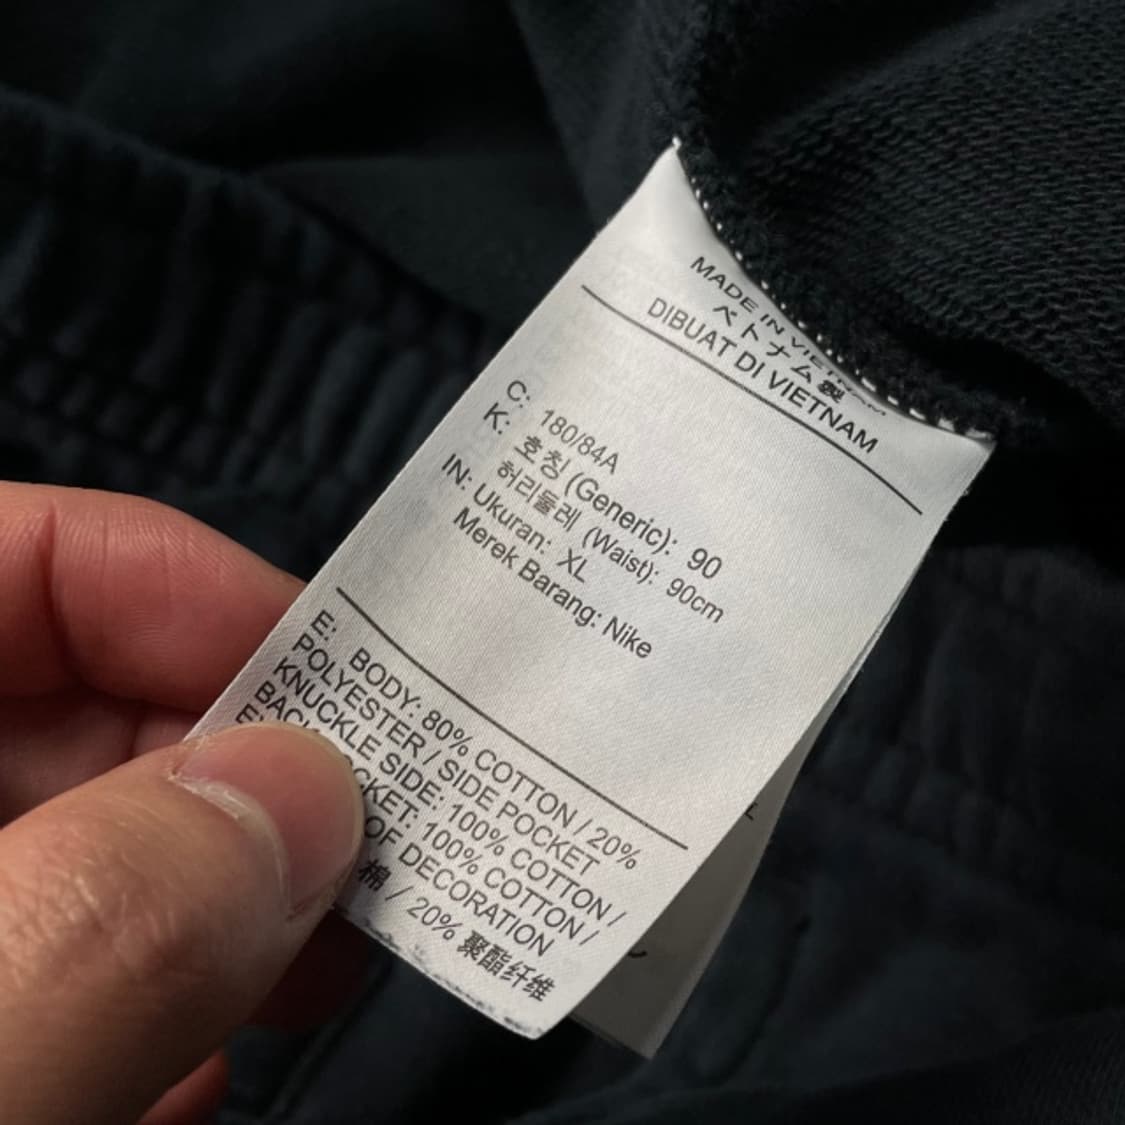 MADE IN VIETNAM
ベトナム製
DIBUAT DI VIETNAM
C: 180/84A
K: 호칭 (Generic): 90
허리둘레 (Waist): 90cm
IN: Ukuran: XL
Merek Barang: Nike
E: BODY: 80% COTTON / 20%
POLYESTER / SIDE POCKET
KNUCKLE SIDE: 100% COTTON /
BACK POCKET: 100% COTTON /
OF DECORATION
棉 / 20% 聚酯纤维